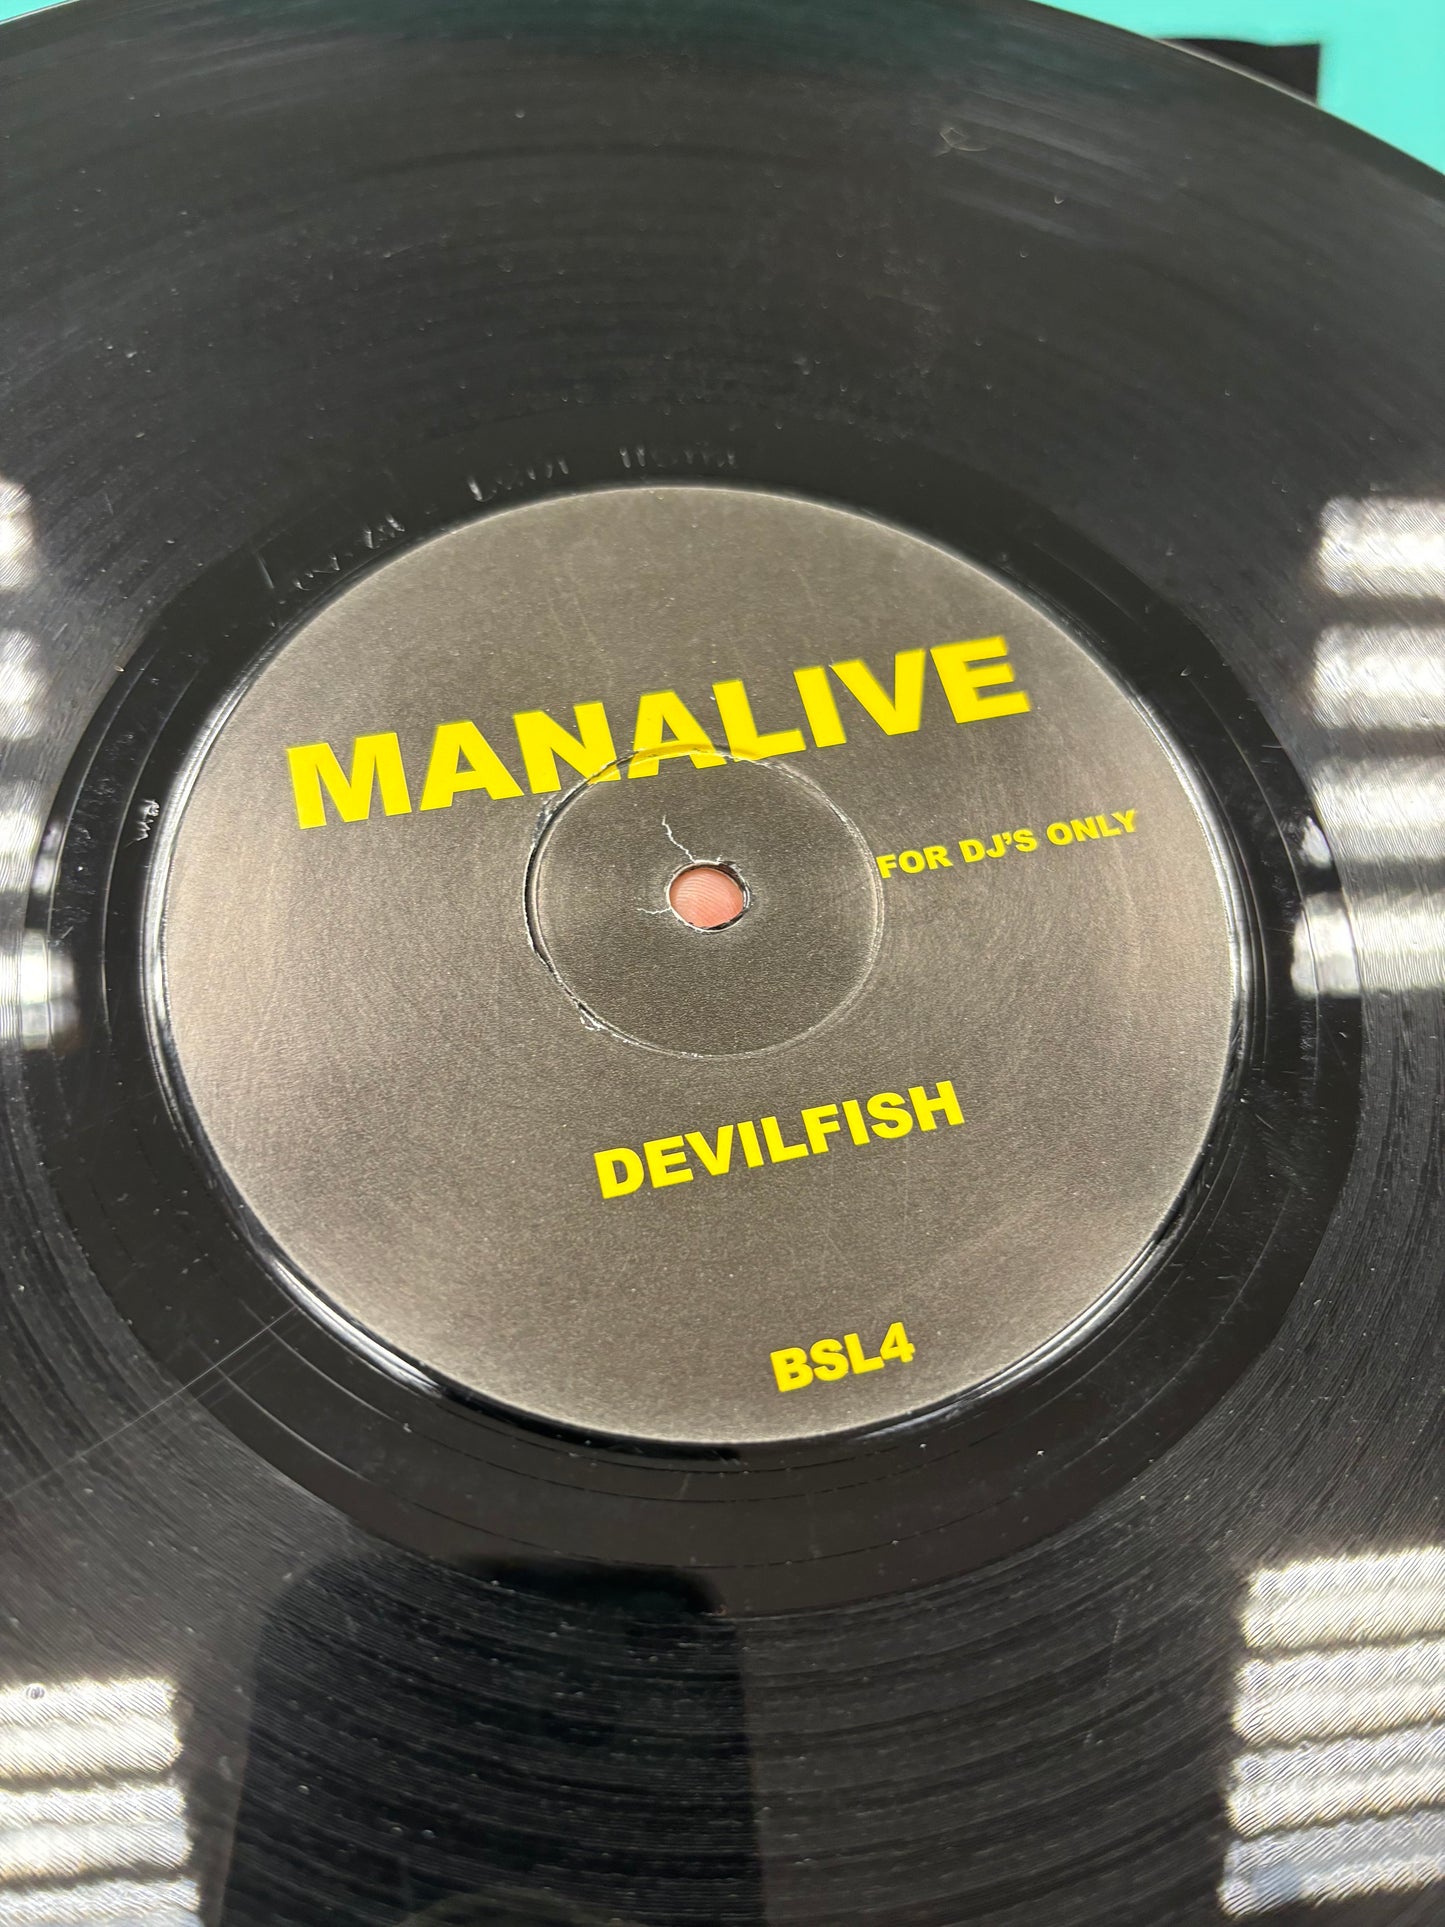 MANALIVE
FOR DJ'S ONLY
DEVILFISH
BSL4